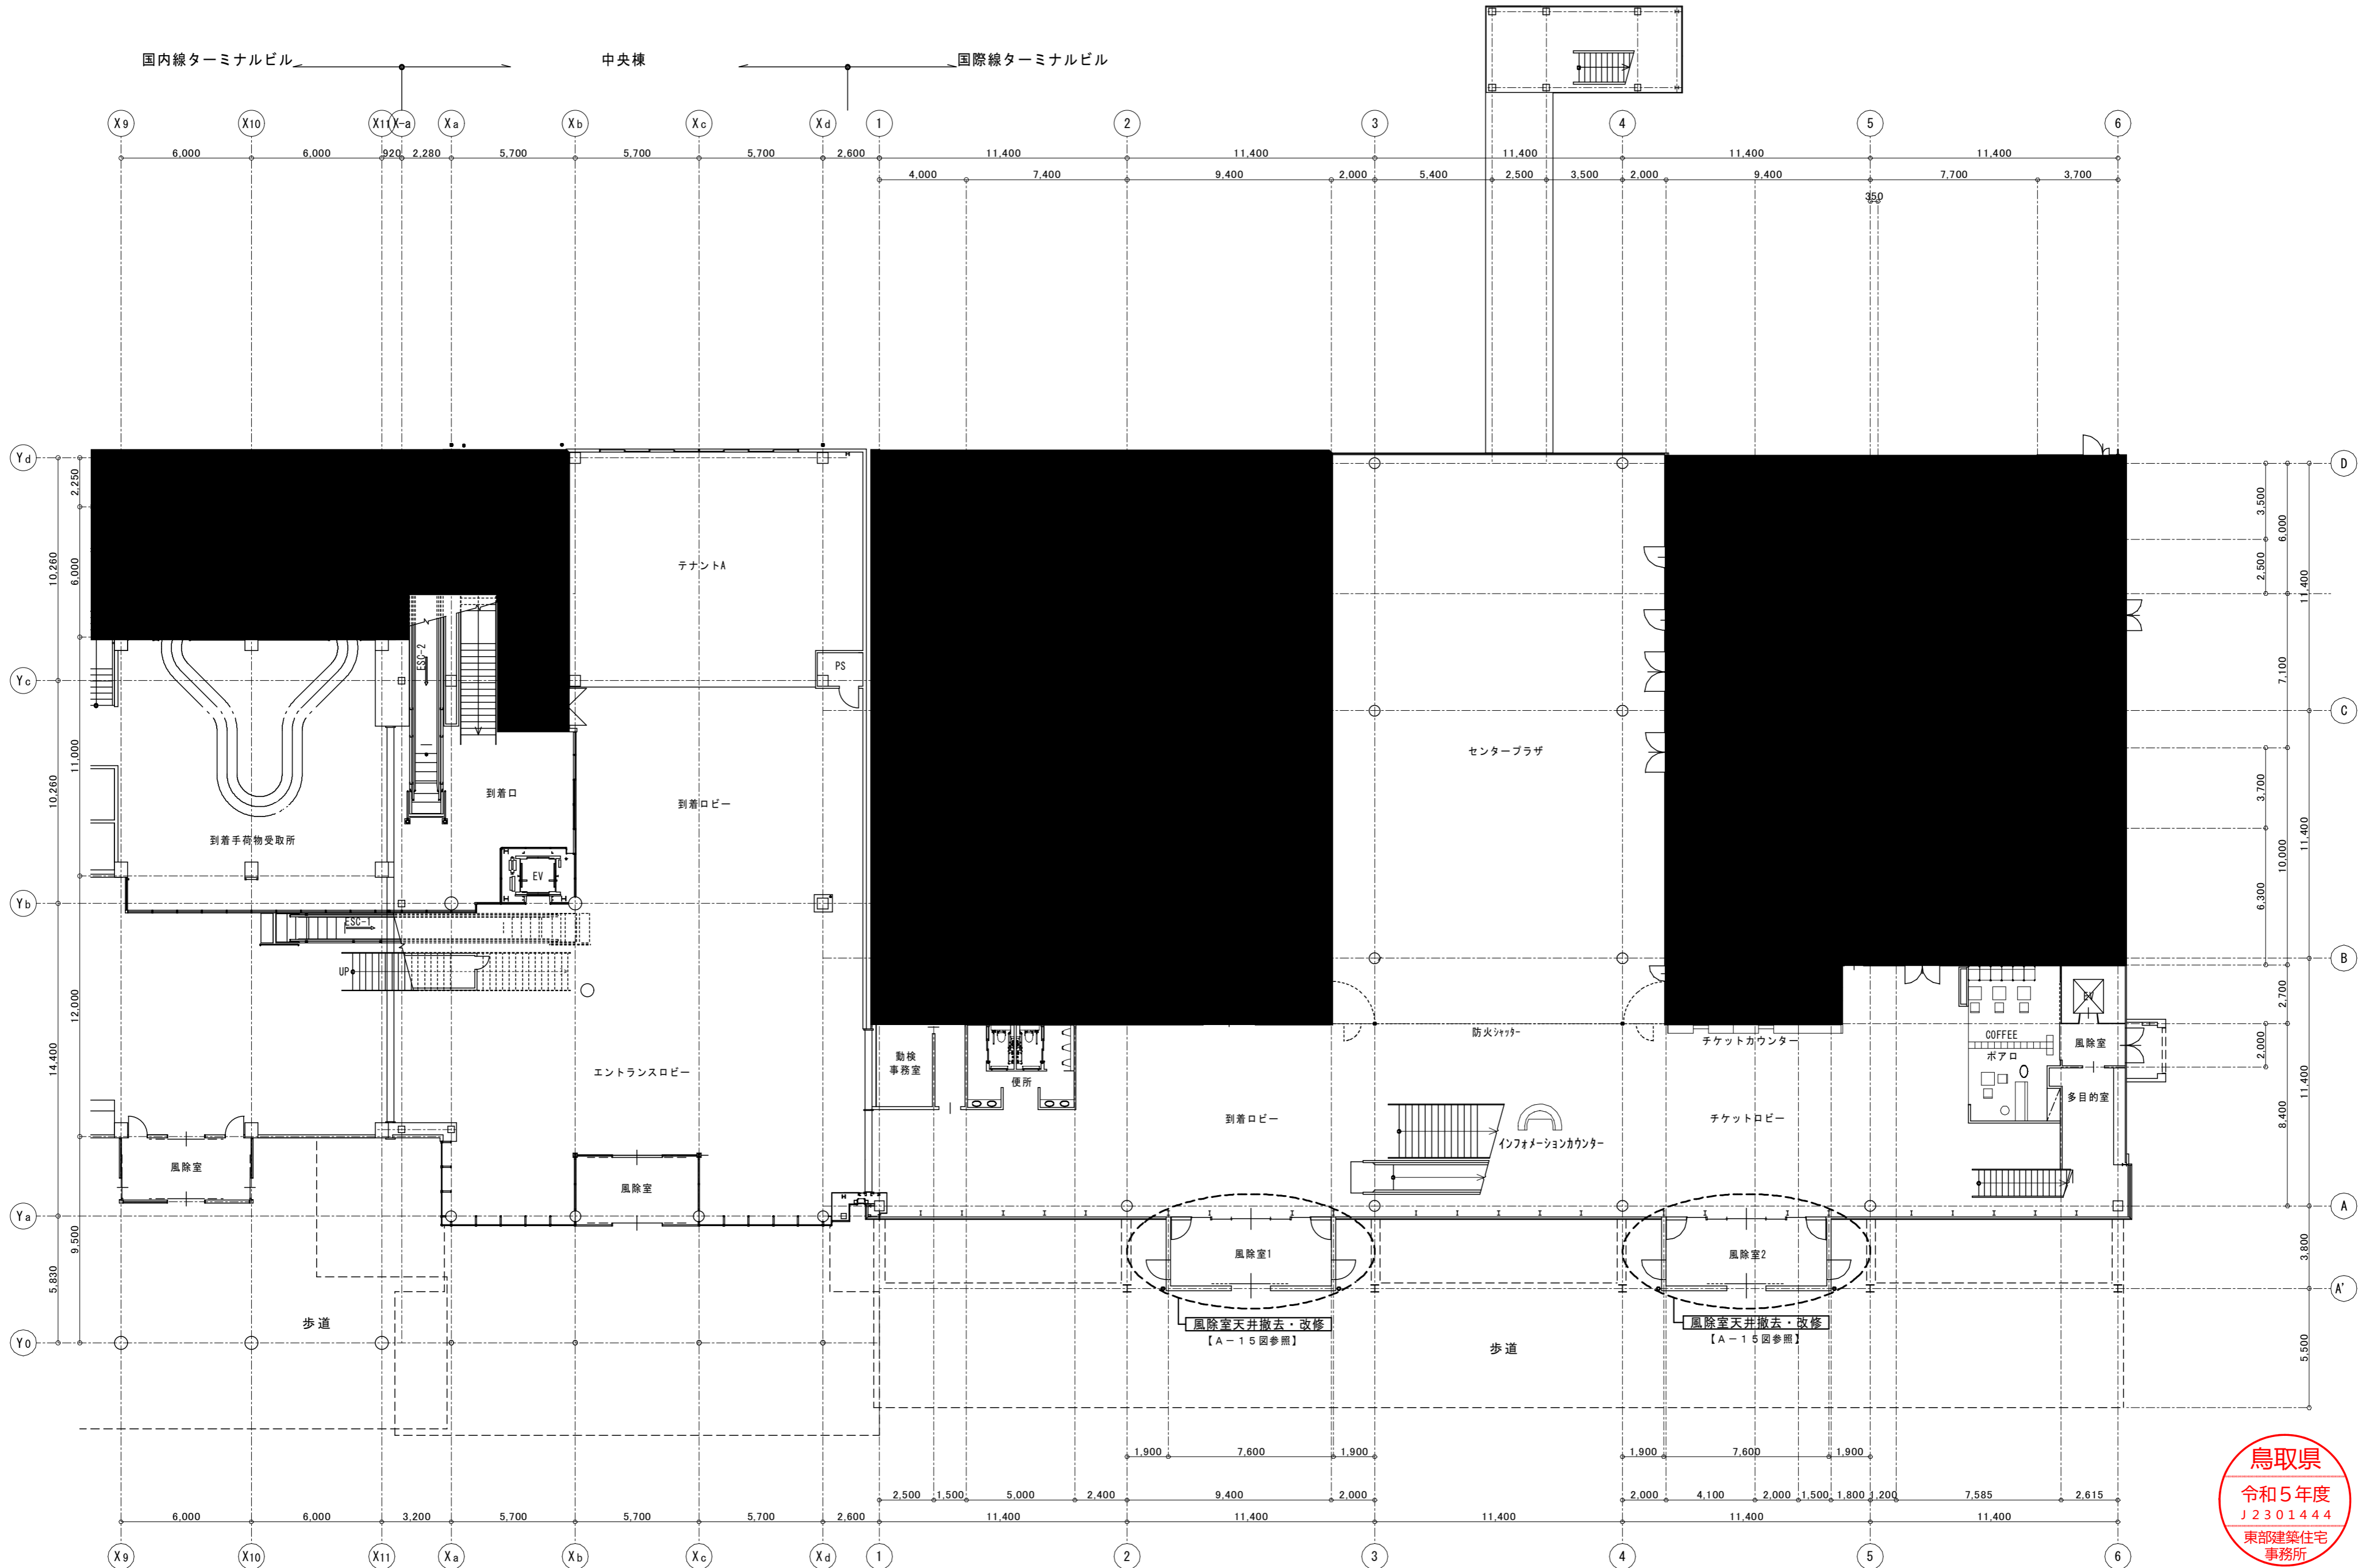 国内線ターミナルビル
中央棟
国際線ターミナルビル
X9 X10 X11 X-a Xa Xb Xc Xd 1 2 3 4 5 6
6,000 6,000 920 2,280 5,700 5,700 5,700 2,600 11,400 11,400 11,400 11,400 11,400
4,000 7,400 9,400 2,000 5,400 2,500 3,500 2,000 9,400 7,700 3,700
350
Yd
Yc
Yb
Ya
Y0
10,260
10,260
14,400
5,830
2,250
6,000
11,000
12,000
9,500
テナントA
PS
ESC-2
到着口
到着ロビー
到着手荷物受取所
EV
ESC-1
UP
エントランスロビー
風除室
風除室
歩道
センタープラザ
防火シャッター
動検
事務室
便所
到着ロビー
インフォメーションカウンター
チケットカウンター
チケットロビー
COFFEE
ポアロ
EV
風除室
多目的室
風除室1
風除室2
風除室天井撤去・改修
【A－15図参照】
風除室天井撤去・改修
【A－15図参照】
歩道
D
C
B
A
A'
3,500
2,500
3,700
6,300
2,000
6,000
7,100
10,000
2,700
8,400
11,400
11,400
11,400
3,800
5,500
1,900 7,600 1,900 1,900 7,600 1,900
2,500 1,500 5,000 2,400 9,400 2,000 2,000 4,100 2,000 1,500 1,800 1,200 7,585 2,615
6,000 6,000 3,200 5,700 5,700 5,700 2,600 11,400 11,400 11,400 11,400 11,400
X9 X10 X11 Xa Xb Xc Xd 1 2 3 4 5 6
鳥取県
令和5年度
J2301444
東部建築住宅
事務所